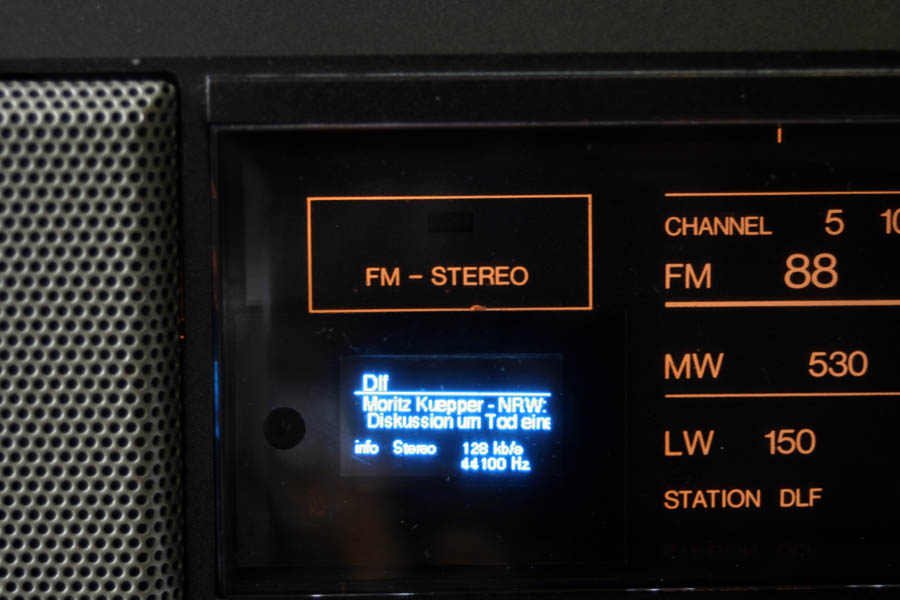 FM – STEREO
CHANNEL 5 10
FM 88
MW 530
LW 150
STATION DLF
Dlf
Moritz Kuepper - NRW:
Diskussion um Tod eine
info Stereo 128 kb/s
44100 Hz